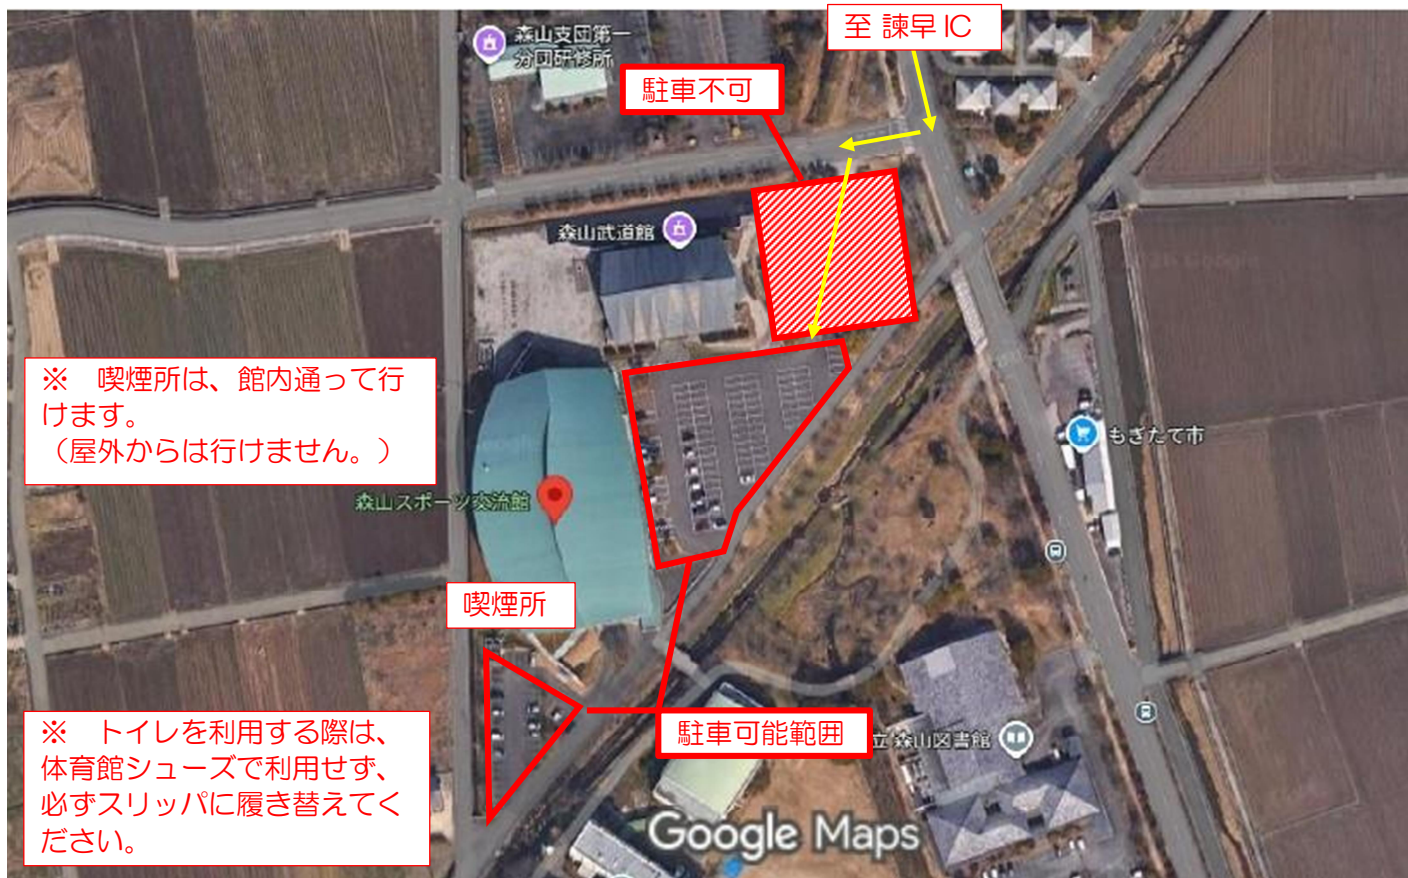 至 諫早 IC
森山支団第一
分団研修所
駐車不可
森山武道館
※　喫煙所は、館内通って行
けます。
（屋外からは行けません。）
もぎたて市
森山スポーツ交流館
喫煙所
※　トイレを利用する際は、
体育館シューズで利用せず、
必ずスリッパに履き替えてく
ださい。
駐車可能範囲
立森山図書館
Google Maps